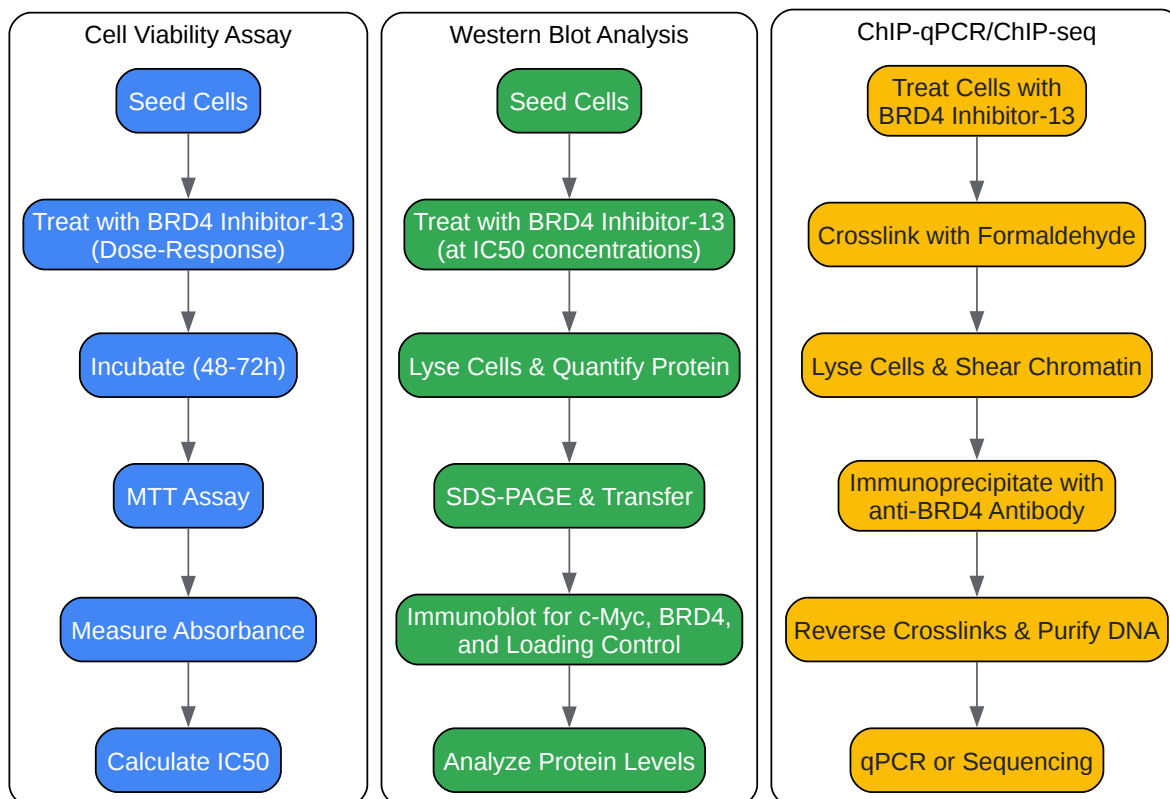 Cell Viability Assay
Seed Cells
Treat with BRD4 Inhibitor-13
(Dose-Response)
Incubate (48-72h)
MTT Assay
Measure Absorbance
Calculate IC50
Western Blot Analysis
Seed Cells
Treat with BRD4 Inhibitor-13
(at IC50 concentrations)
Lyse Cells & Quantify Protein
SDS-PAGE & Transfer
Immunoblot for c-Myc, BRD4,
and Loading Control
Analyze Protein Levels
ChIP-qPCR/ChIP-seq
Treat Cells with
BRD4 Inhibitor-13
Crosslink with Formaldehyde
Lyse Cells & Shear Chromatin
Immunoprecipitate with
anti-BRD4 Antibody
Reverse Crosslinks & Purify DNA
qPCR or Sequencing